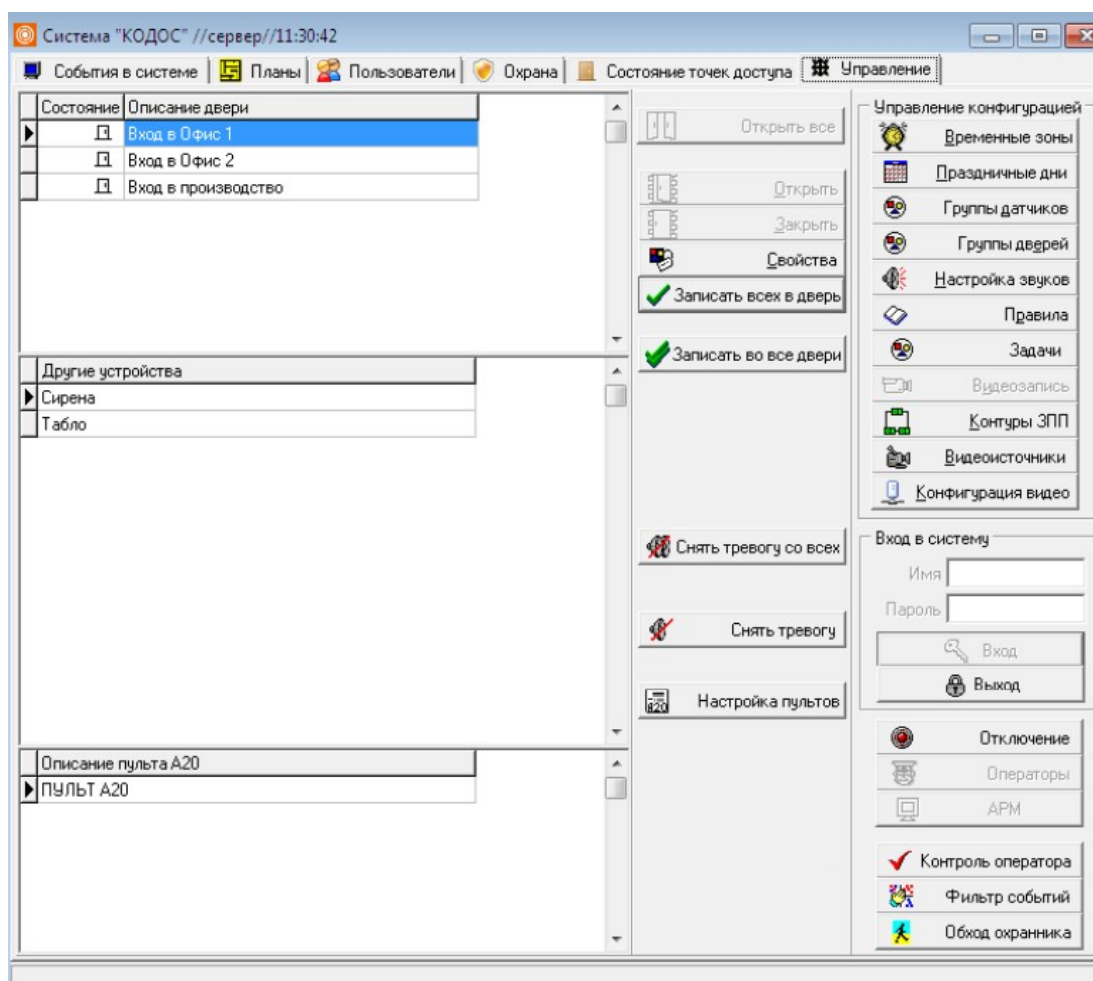 Система "КОДОС" //сервер//11:30:42
События в системе Планы Пользователи Охрана Состояние точек доступа Управление
Состояние Описание двери
Вход в Офис 1
Вход в Офис 2
Вход в производство
Другие устройства
Сирена
Табло
Описание пульта А20
ПУЛЬТ А20
Открыть все
Открыть
Закрыть
Свойства
Записать всех в дверь
Записать во все двери
Снять тревогу со всех
Снять тревогу
A20
Настройка пультов
Управление конфигурацией
Временные зоны
Праздничные дни
Группы датчиков
Группы дверей
Настройка звуков
Правила
Задачи
Видеозапись
Контуры ЗПП
Видеоисточники
Конфигурация видео
Вход в систему
Имя
Пароль
Вход
Выход
Отключение
Операторы
АРМ
Контроль оператора
Фильтр событий
Обход охранника